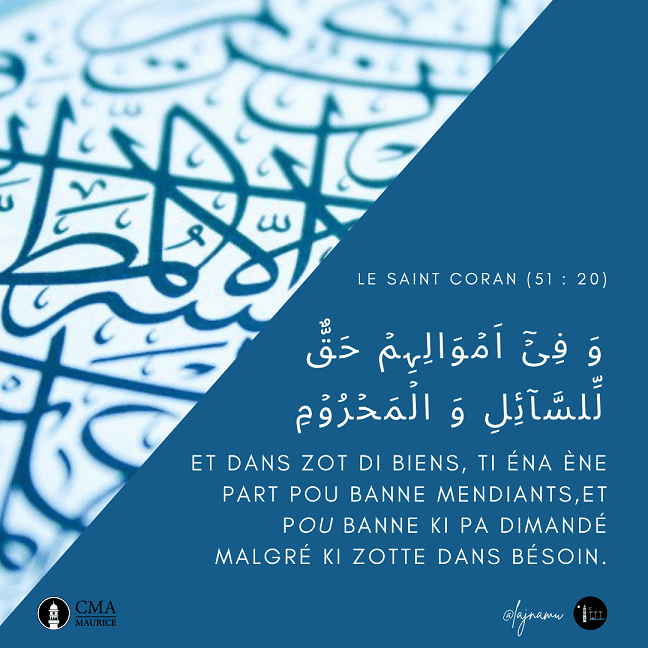 LE SAINT CORAN (51 : 20)
وَ فِیۡۤ اَمۡوَالِہِمۡ حَقٌّ
لِّلسَّآئِلِ وَ الۡمَحۡرُوۡمِ
ET DANS ZOT DI BIENS, TI ÉNA ÈNE
PART POU BANNE MENDIANTS,ET
POU BANNE KI PA DIMANDÉ
MALGRÉ KI ZOTTE DANS BÉSOIN.
CMA
MAURICE
@lajnamu